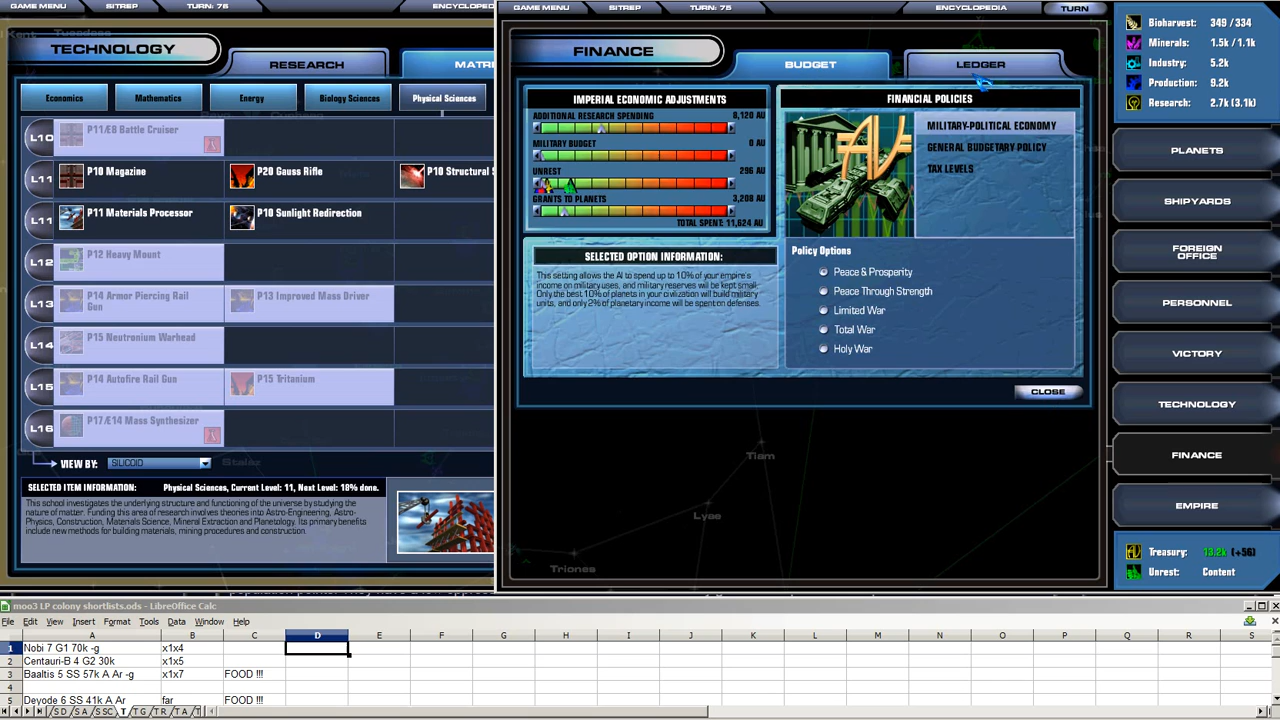 GAME MENU
SITREP
TURN: 76
ENCYCLOPED
TECHNOLOGY
RESEARCH
MATR
Economics
Mathematics
Energy
Biology Sciences
Physical Sciences
L10
P11/E8 Battle Cruiser
L11
P10 Magazine
P20 Gauss Rifle
P10 Structural S
L11
P11 Materials Processor
P10 Sunlight Redirection
L12
P12 Heavy Mount
L13
P14 Armor Piercing Rail Gun
P13 Improved Mass Driver
L14
P15 Neutronium Warhead
L15
P14 Autofire Rail Gun
P15 Tritanium
L16
P17/E14 Mass Synthesizer
VIEW BY:
SILICOID
SELECTED ITEM INFORMATION:
Physical Sciences, Current Level: 11, Next Level: 18% done.
This school investigates the underlying structure and functioning of the universe by studying the
nature of matter. Funding this area of research involves theories into Astro-Engineering, Astro-
Physics, Construction, Materials Science, Mineral Extraction and Planetology. Its primary benefits
include new methods for building materials, mining procedures and construction.
GAME MENU
SITREP
TURN: 75
ENCYCLOPEDIA
TURN
FINANCE
BUDGET
LEDGER
IMPERIAL ECONOMIC ADJUSTMENTS
ADDITIONAL RESEARCH SPENDING 8,120 AU
MILITARY BUDGET 0 AU
UNREST 296 AU
GRANTS TO PLANETS 3,208 AU
TOTAL SPENT: 11,624 AU
FINANCIAL POLICIES
MILITARY-POLITICAL ECONOMY
GENERAL BUDGETARY POLICY
TAX LEVELS
SELECTED OPTION INFORMATION:
This setting allows the AI to spend up to 10% of your empire's
income on military uses, and military reserves will be kept small.
Only the best 10% of planets in your civilization will build military
units, and only 2% of planetary income will be spent on defenses.
Policy Options
Peace & Prosperity
Peace Through Strength
Limited War
Total War
Holy War
CLOSE
Tiam
Lyse
Triones
Bioharvest: 349 / 334
Minerals: 1.5k / 1.1k
Industry: 5.2k
Production: 9.2k
Research: 2.7k (3.1k)
PLANETS
SHIPYARDS
FOREIGN
OFFICE
PERSONNEL
VICTORY
TECHNOLOGY
FINANCE
EMPIRE
Treasury: 13.2k (+56)
Unrest: Content
moo3 LP colony shortlists.ods - LibreOffice Calc
File Edit View Insert Format Tools Data Window Help
A B C D E F G H I J K L M N O P Q R S
1 Nobi 7 G1 70k -g x1x4
2 Centauri-B 4 G2 30k x1x5
3 Baaltis 5 SS 57k A Ar -g x1x7 FOOD !!!
4
5 Deyode 6 SS 41k A Ar far FOOD !!!
SD SA SSC T TG TR TA T